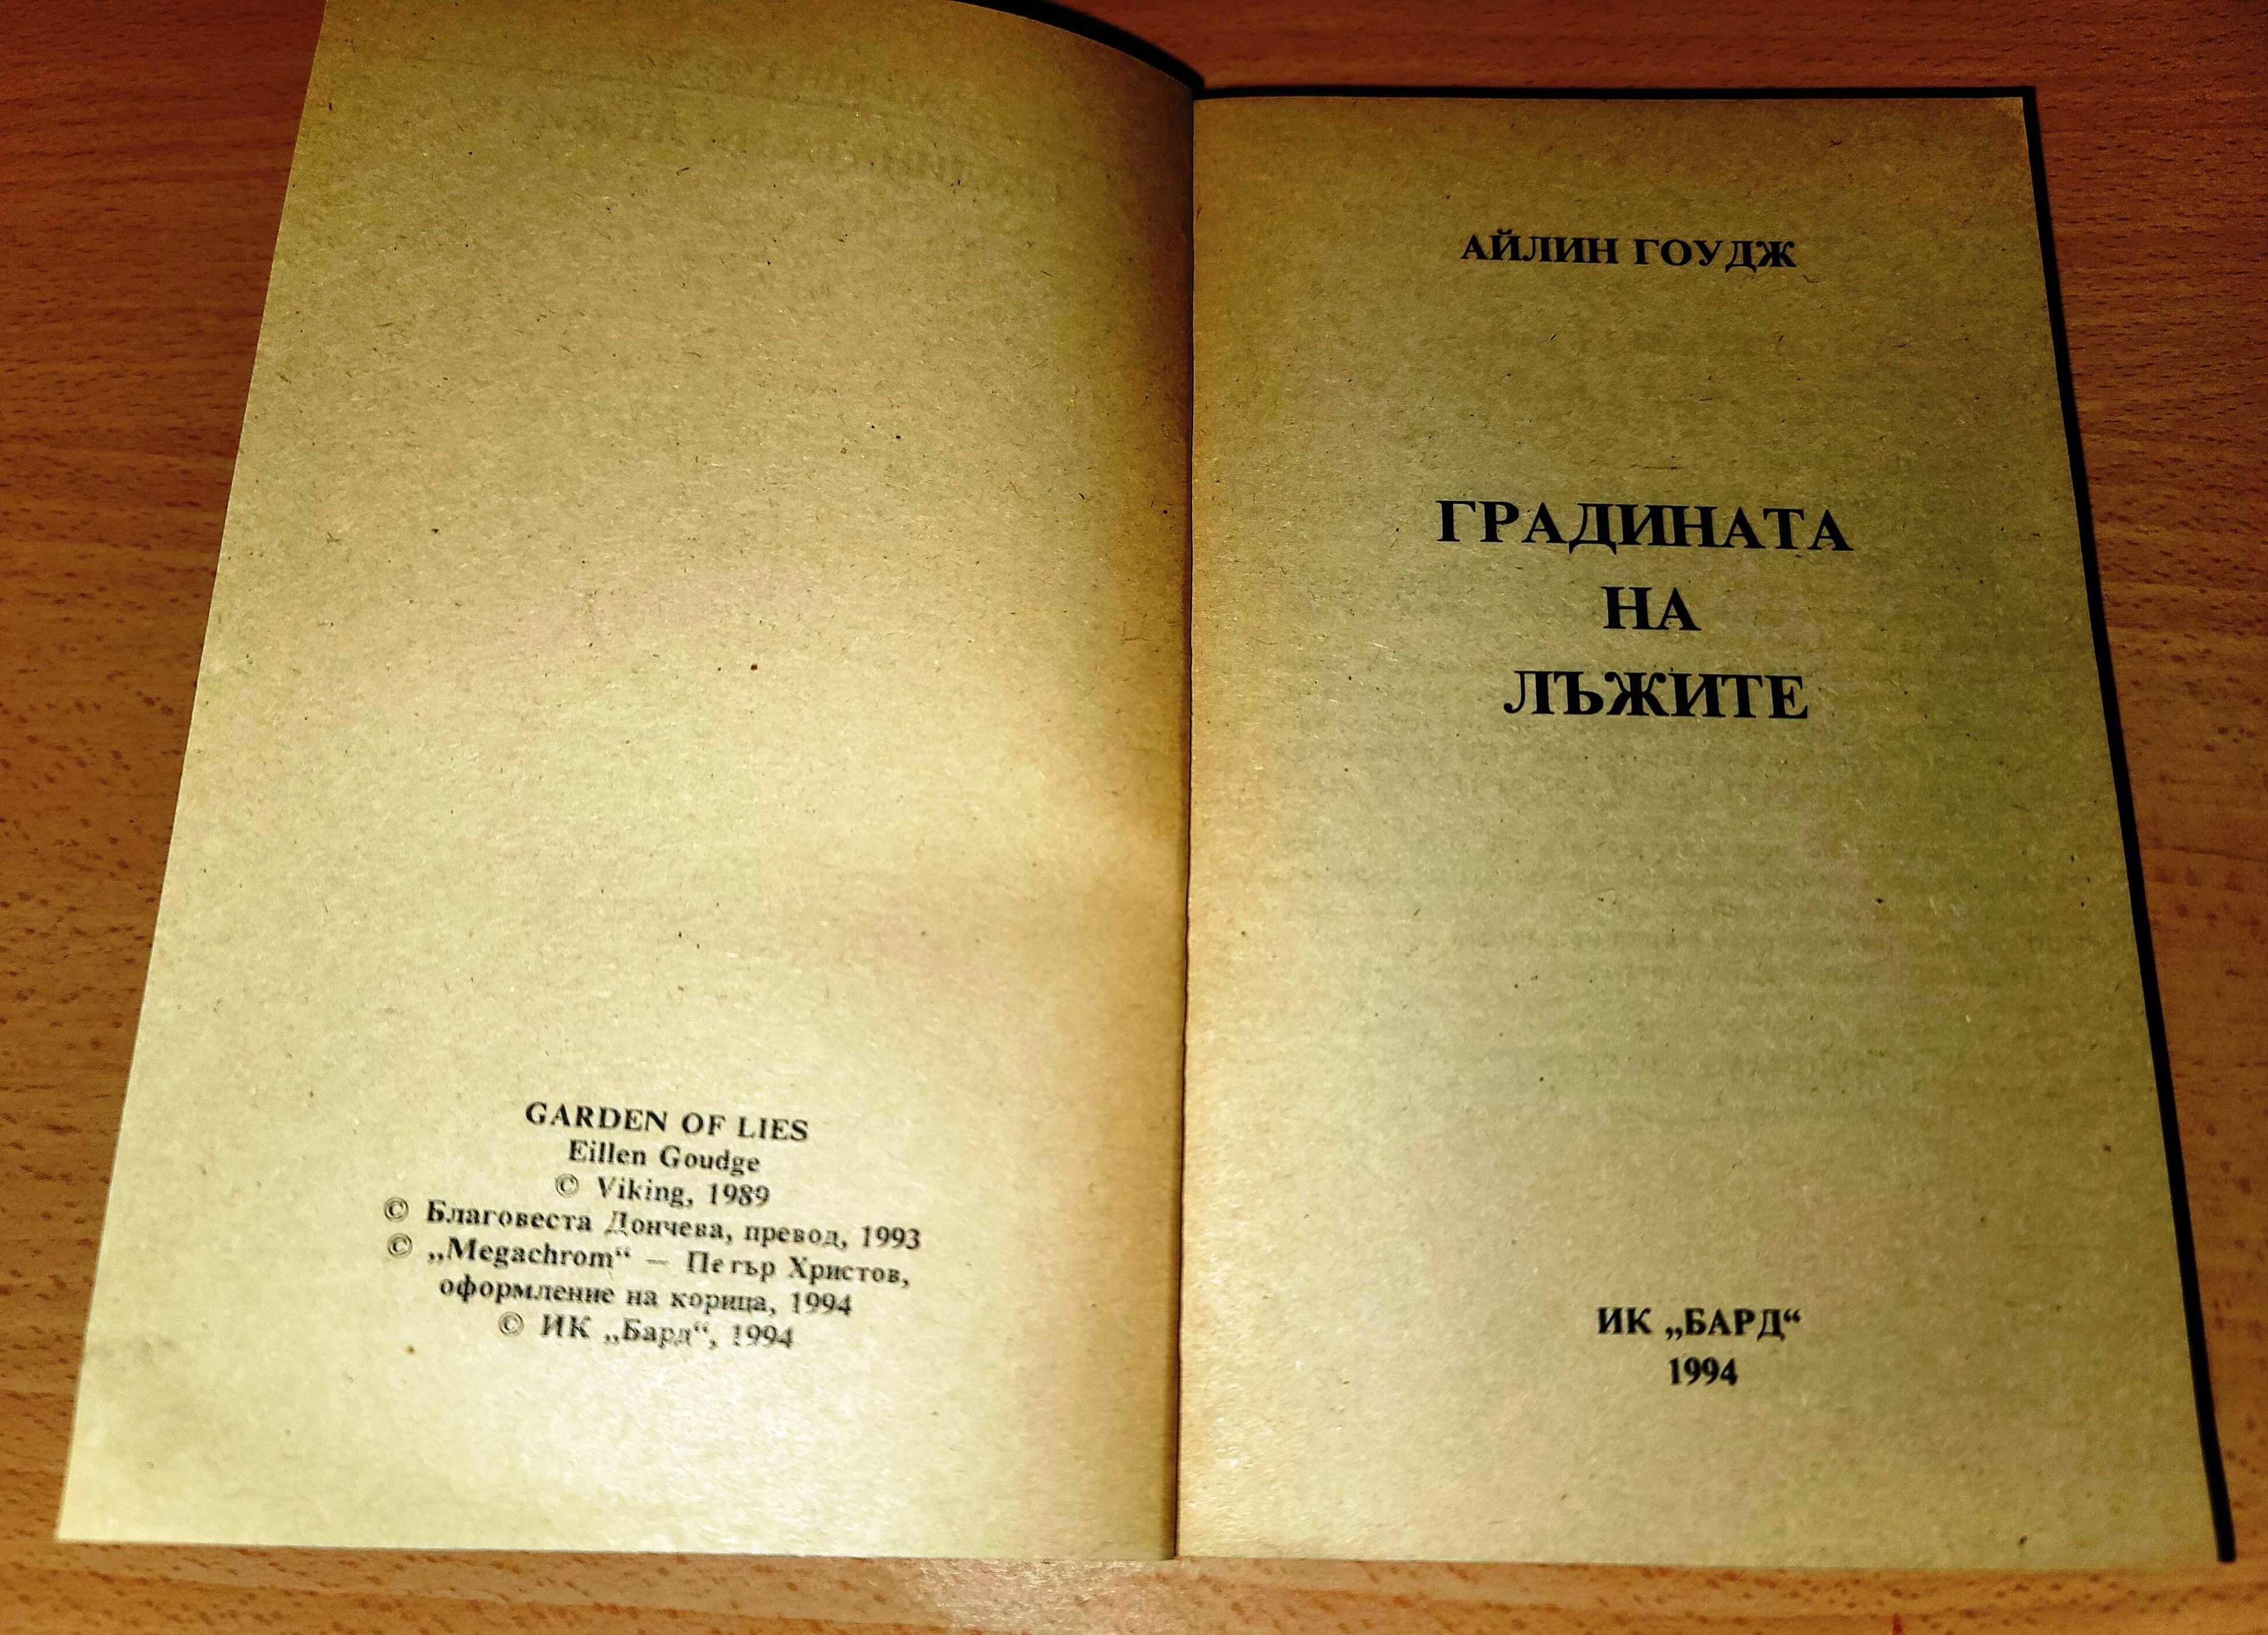 GARDEN OF LIES
Eillen Goudge
© Viking, 1989
© Благовеста Дончева, превод, 1993
© „Megachrom“ — Петър Христов,
оформление на корица, 1994
© ИК „Бард“, 1994
АЙЛИН ГОУДЖ
ГРАДИНАТА
НА
ЛЪЖИТЕ
ИК „БАРД“
1994